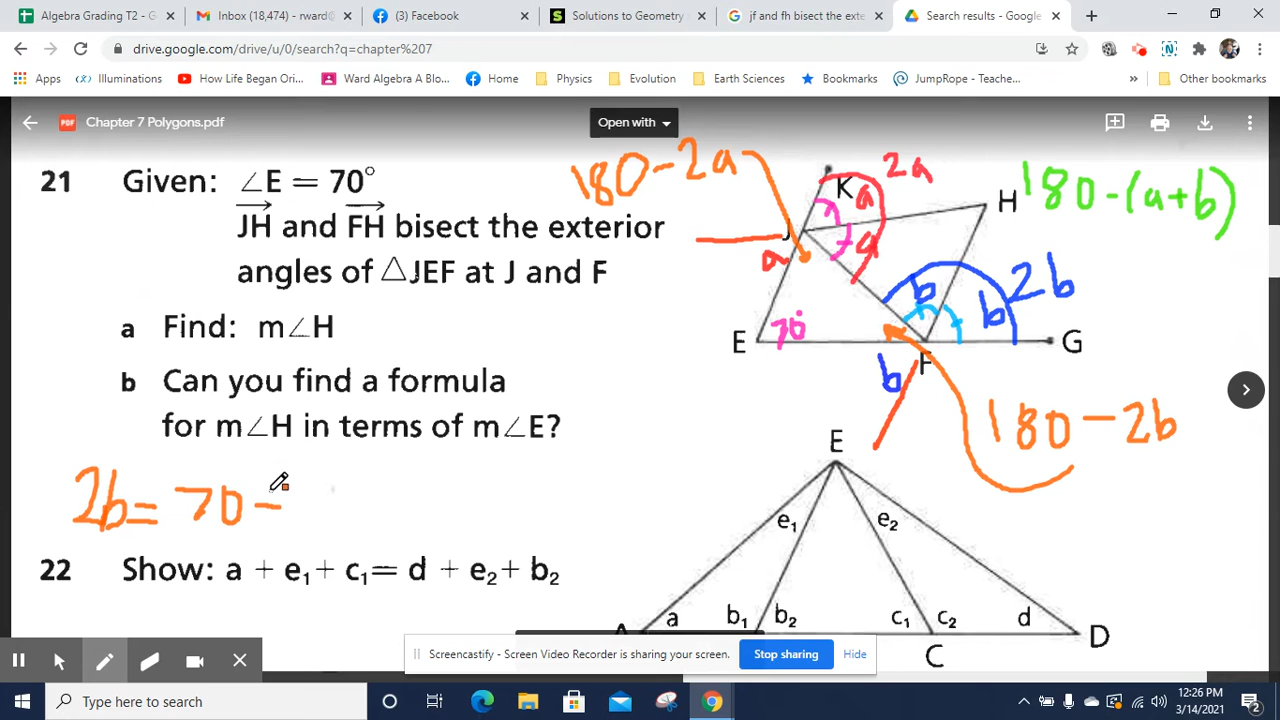 Algebra Grading T2 - G
Inbox (18,474) - rward@
(3) Facebook
Solutions to Geometry
jf and fh bisect the exte
Search results - Google
drive.google.com/drive/u/0/search?q=chapter%207
Apps
Illuminations
How Life Began Ori...
Ward Algebra A Blo...
Home
Physics
Evolution
Earth Sciences
Bookmarks
JumpRope - Teache...
»
Other bookmarks
PDF Chapter 7 Polygons.pdf
Open with
21 Given: ∠E = 70°
JH and FH bisect the exterior
angles of △JEF at J and F
a Find: m∠H
b Can you find a formula
for m∠H in terms of m∠E?
2b = 70 -
180-2a
2a
K
a
H
180-(a+b)
J
a
a
b
b
2b
E
70°
F
G
b
180-2b
22 Show: a + e₁ + c₁ = d + e₂ + b₂
E
e₁
e₂
a
b₁
b₂
c₁
c₂
d
D
C
Screencastify - Screen Video Recorder is sharing your screen.
Stop sharing
Hide
Type here to search
12:26 PM
3/14/2021
2